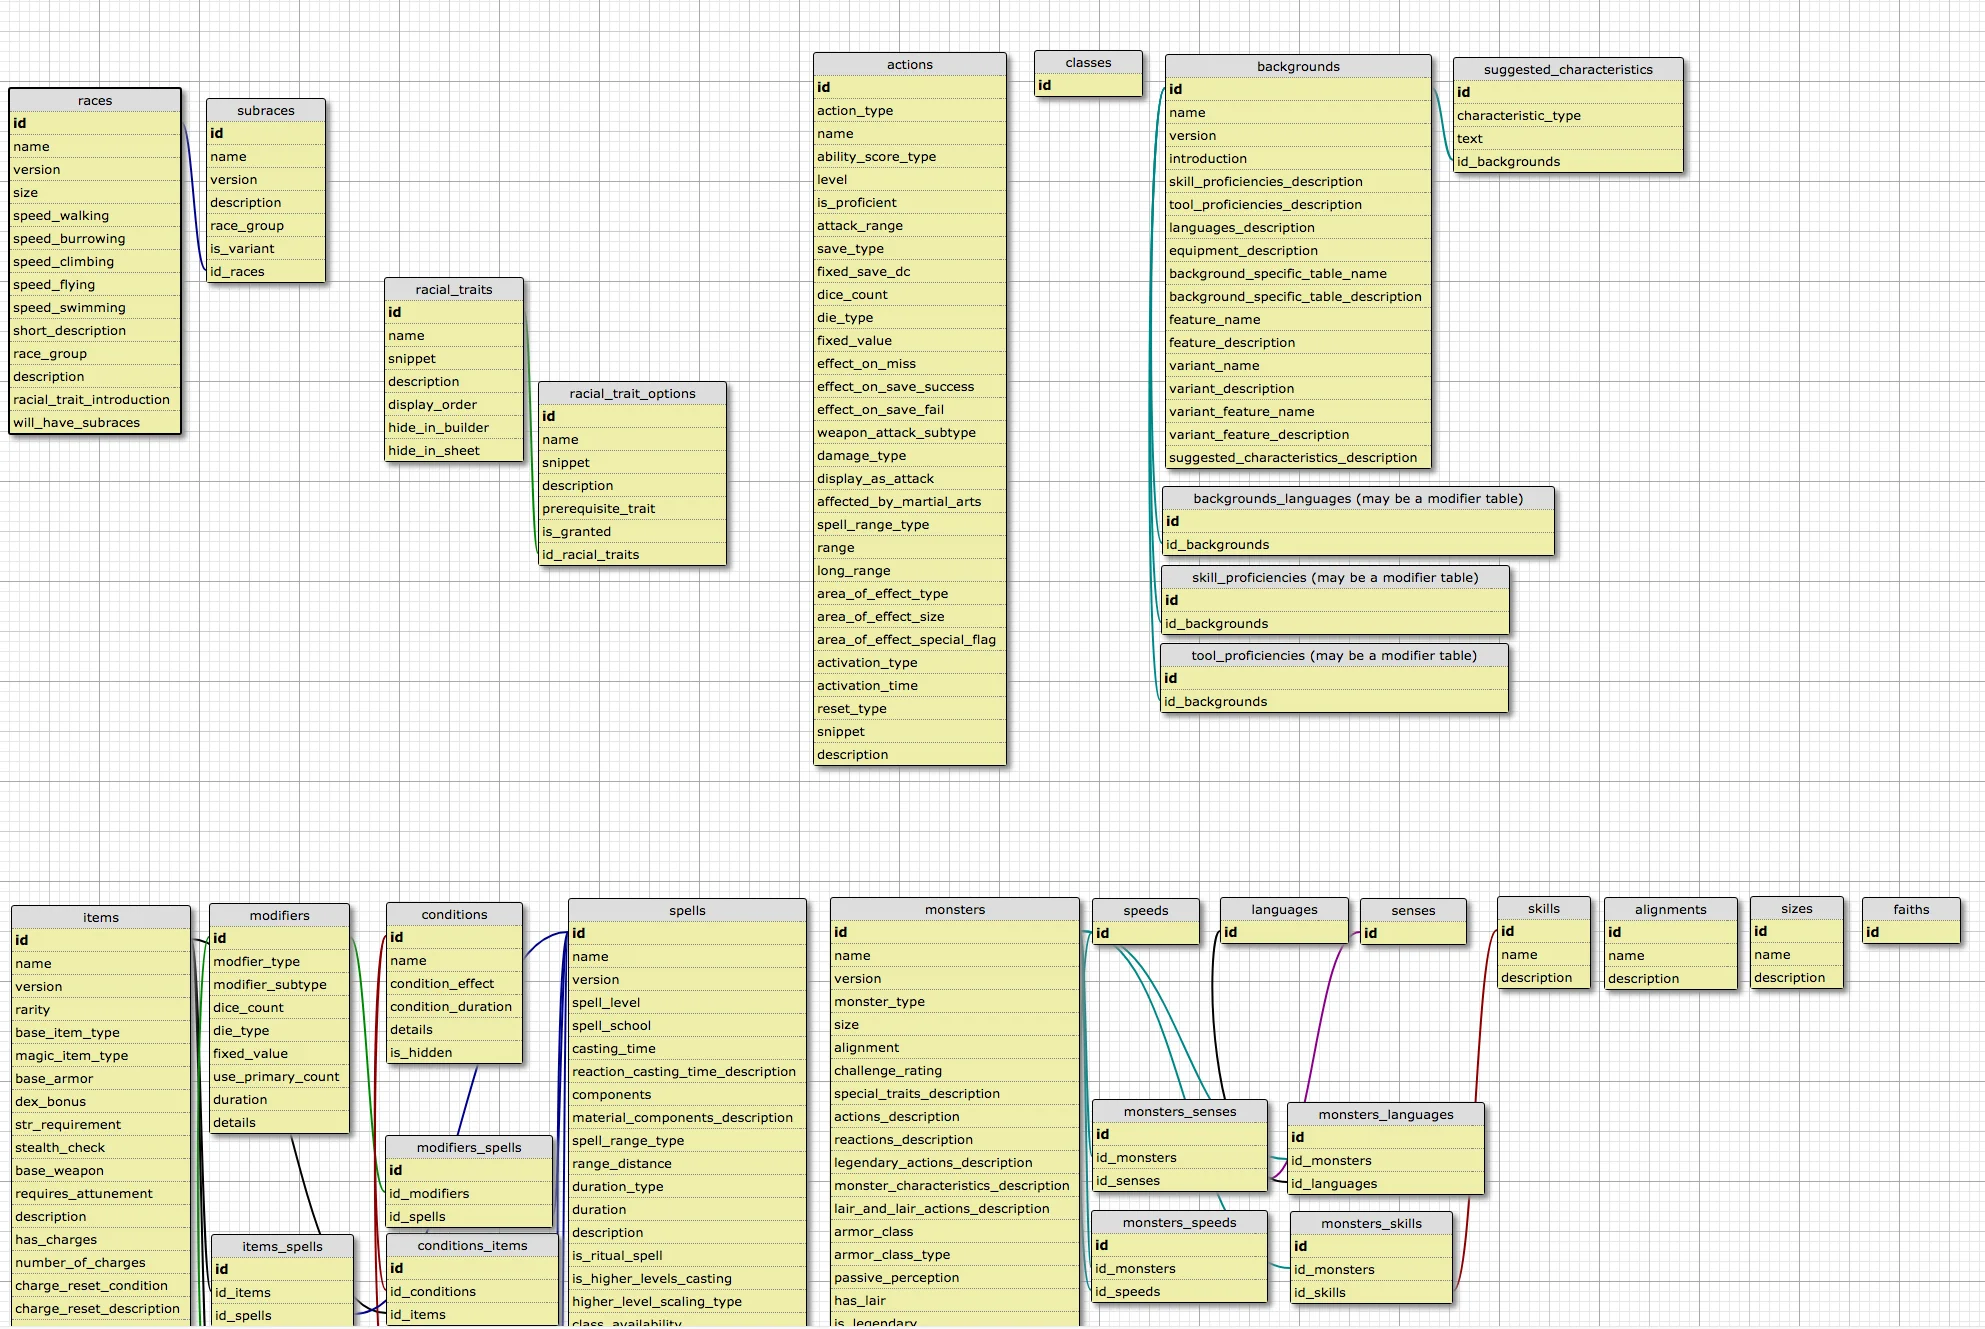 races
id
name
version
size
speed_walking
speed_burrowing
speed_climbing
speed_flying
speed_swimming
short_description
race_group
description
racial_trait_introduction
will_have_subraces
subraces
id
name
version
description
race_group
is_variant
id_races
racial_traits
id
name
snippet
description
display_order
hide_in_builder
hide_in_sheet
racial_trait_options
id
name
snippet
description
prerequisite_trait
is_granted
id_racial_traits
actions
id
action_type
name
ability_score_type
level
is_proficient
attack_range
save_type
fixed_save_dc
dice_count
die_type
fixed_value
effect_on_miss
effect_on_save_success
effect_on_save_fail
weapon_attack_subtype
damage_type
display_as_attack
affected_by_martial_arts
spell_range_type
range
long_range
area_of_effect_type
area_of_effect_size
area_of_effect_special_flag
activation_type
activation_time
reset_type
snippet
description
classes
id
backgrounds
id
name
version
introduction
skill_proficiencies_description
tool_proficiencies_description
languages_description
equipment_description
background_specific_table_name
background_specific_table_description
feature_name
feature_description
variant_name
variant_description
variant_feature_name
variant_feature_description
suggested_characteristics_description
suggested_characteristics
id
characteristic_type
text
id_backgrounds
backgrounds_languages (may be a modifier table)
id
id_backgrounds
skill_proficiencies (may be a modifier table)
id
id_backgrounds
tool_proficiencies (may be a modifier table)
id
id_backgrounds
items
id
name
version
rarity
base_item_type
magic_item_type
base_armor
dex_bonus
str_requirement
stealth_check
base_weapon
requires_attunement
description
has_charges
number_of_charges
charge_reset_condition
charge_reset_description
modifiers
id
modfier_type
modifier_subtype
dice_count
die_type
fixed_value
use_primary_count
duration
details
items_spells
id
id_items
id_spells
conditions
id
name
condition_effect
condition_duration
details
is_hidden
modifiers_spells
id
id_modifiers
id_spells
conditions_items
id
id_conditions
id_items
spells
id
name
version
spell_level
spell_school
casting_time
reaction_casting_time_description
components
material_components_description
spell_range_type
range_distance
duration_type
duration
description
is_ritual_spell
is_higher_levels_casting
higher_level_scaling_type
class_availability
monsters
id
name
version
monster_type
size
alignment
challenge_rating
special_traits_description
actions_description
reactions_description
legendary_actions_description
monster_characteristics_description
lair_and_lair_actions_description
armor_class
armor_class_type
passive_perception
has_lair
is_legendary
speeds
id
languages
id
senses
id
monsters_senses
id
id_monsters
id_senses
monsters_languages
id
id_monsters
id_languages
monsters_speeds
id
id_monsters
id_speeds
monsters_skills
id
id_monsters
id_skills
skills
id
name
description
alignments
id
name
description
sizes
id
name
description
faiths
id